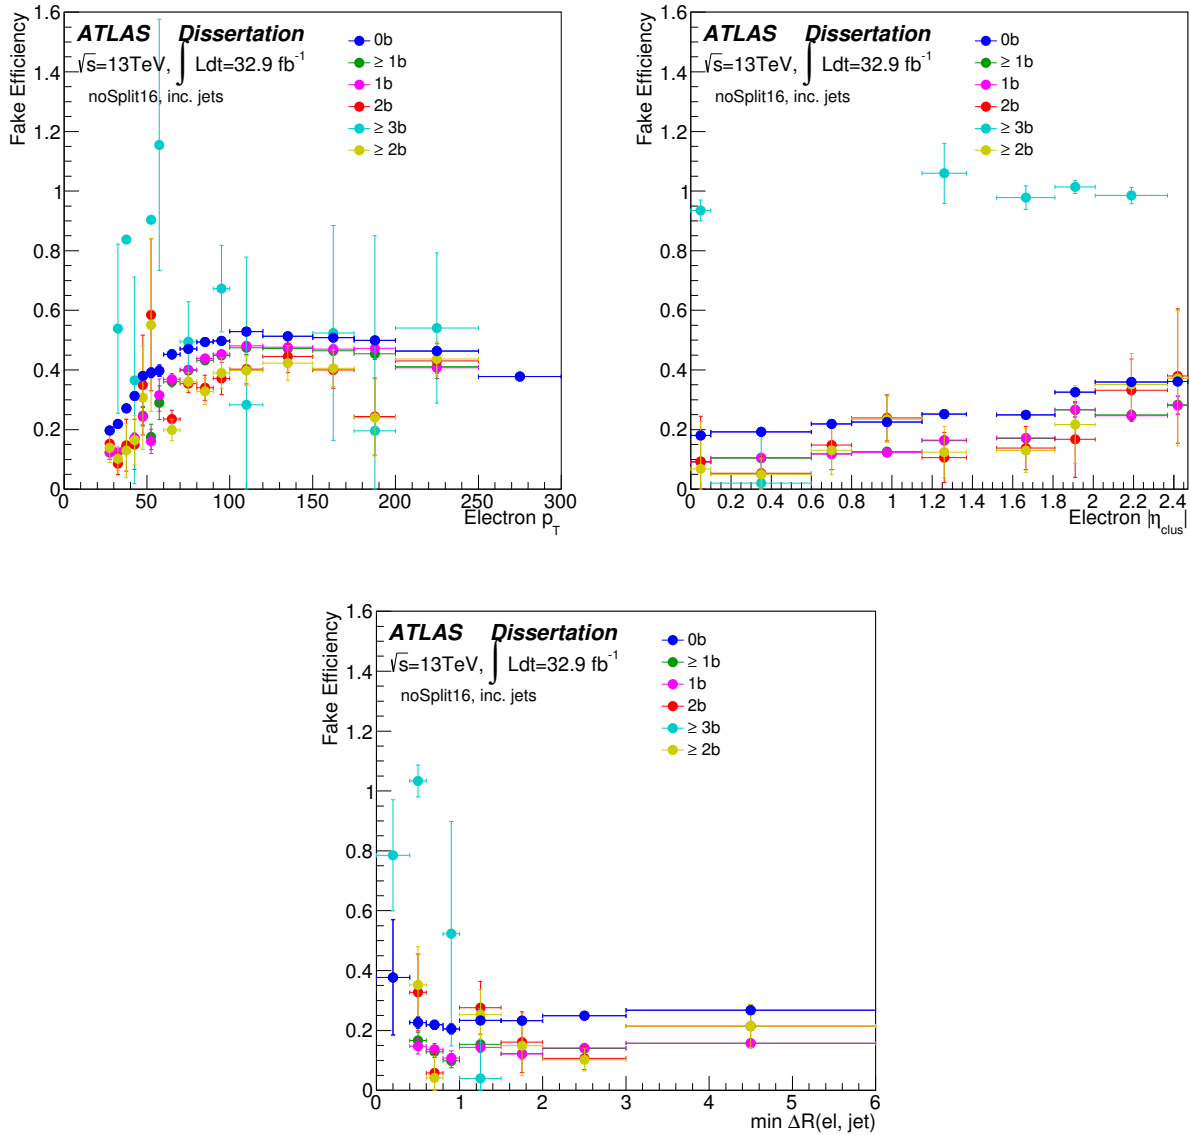 Fake Efficiency
ATLAS Dissertation
√s=13TeV, ∫ Ldt=32.9 fb⁻¹
noSplit16, inc. jets
0b
≥ 1b
1b
2b
≥ 3b
≥ 2b
1.6
1.4
1.2
1
0.8
0.6
0.4
0.2
0
0 50 100 150 200 250 300
Electron p_T
Fake Efficiency
ATLAS Dissertation
√s=13TeV, ∫ Ldt=32.9 fb⁻¹
noSplit16, inc. jets
0b
≥ 1b
1b
2b
≥ 3b
≥ 2b
1.6
1.4
1.2
1
0.8
0.6
0.4
0.2
0
0 0.2 0.4 0.6 0.8 1 1.2 1.4 1.6 1.8 2 2.2 2.4
Electron |η_clus|
Fake Efficiency
ATLAS Dissertation
√s=13TeV, ∫ Ldt=32.9 fb⁻¹
noSplit16, inc. jets
0b
≥ 1b
1b
2b
≥ 3b
≥ 2b
1.6
1.4
1.2
1
0.8
0.6
0.4
0.2
0
0 1 2 3 4 5 6
min ΔR(el, jet)